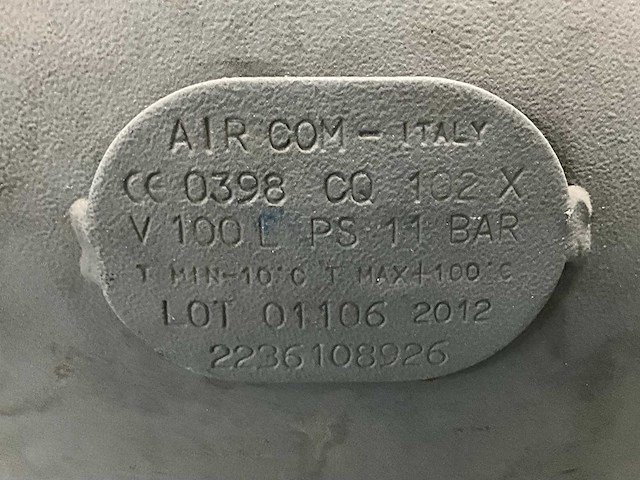 AIR COM - ITALY
CE 0398 CQ 102 X
V 100 L PS 11 BAR
T MIN-10°C T MAX+100°C
LOT 01106 2012
2236108926